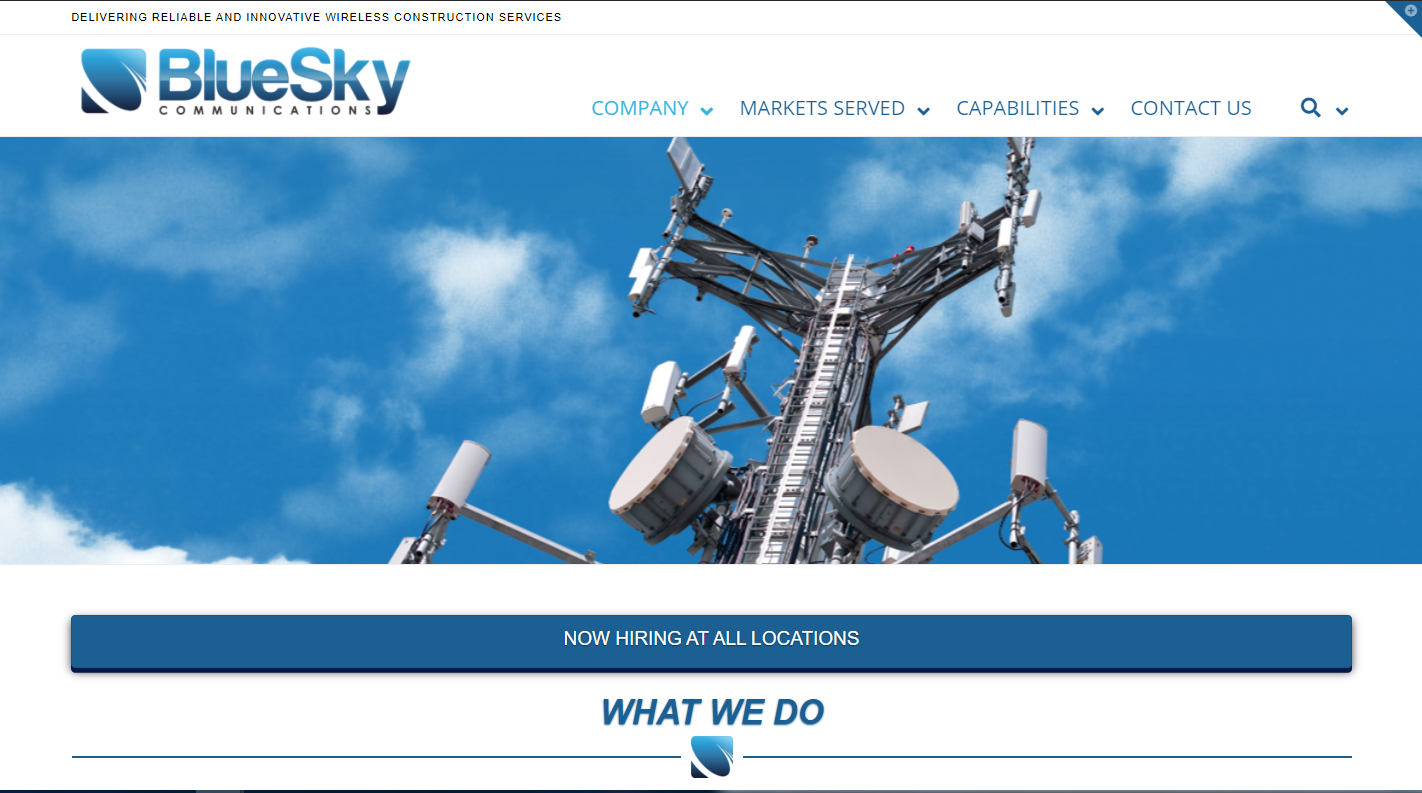 DELIVERING RELIABLE AND INNOVATIVE WIRELESS CONSTRUCTION SERVICES
BlueSky
COMMUNICATIONS
COMPANY MARKETS SERVED CAPABILITIES CONTACT US
NOW HIRING AT ALL LOCATIONS
WHAT WE DO